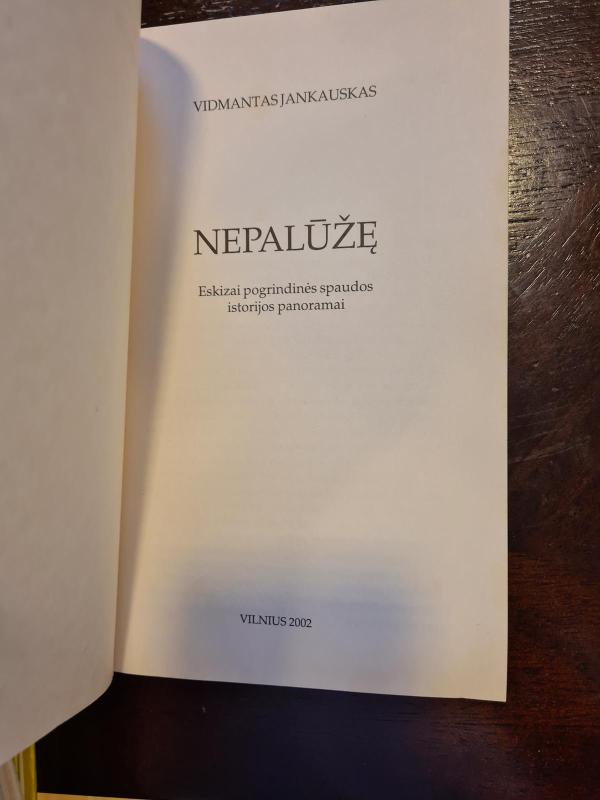 VIDMANTAS JANKAUSKAS
NEPALŪŽĘ
Eskizai pogrindinės spaudos
istorijos panoramai
VILNIUS 2002